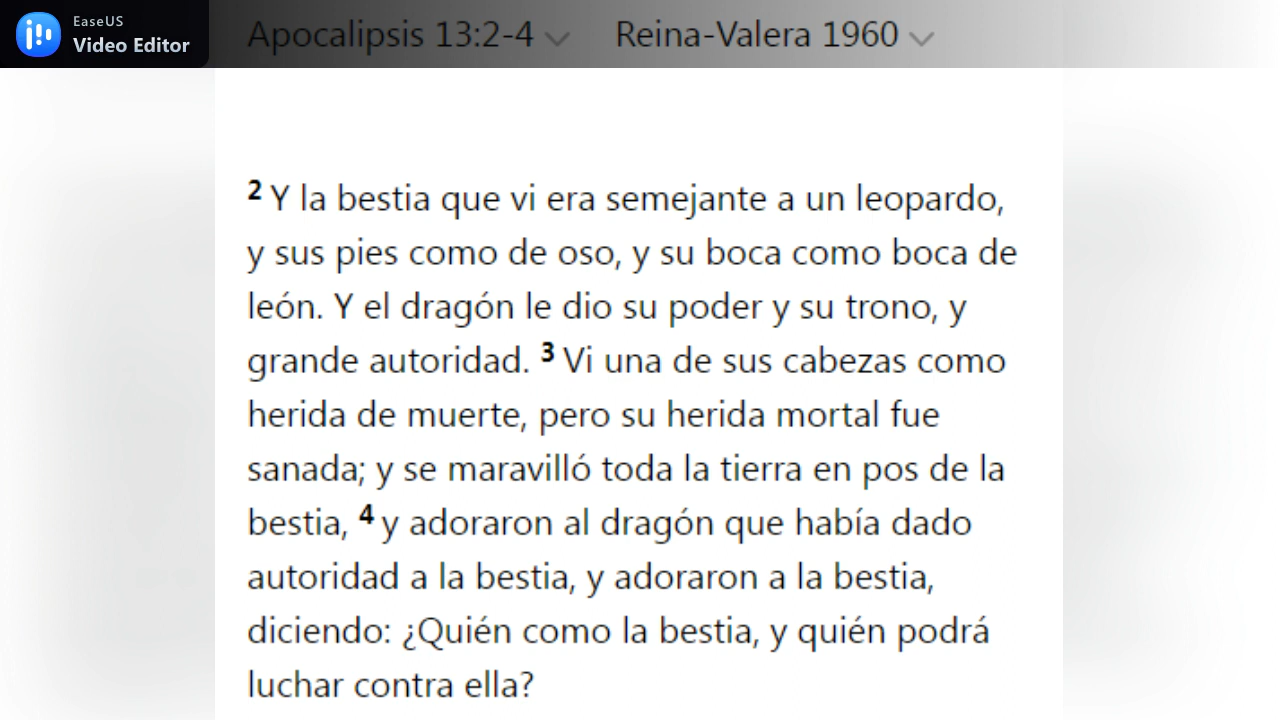 EaseUS
Video Editor
Apocalipsis 13:2-4 Reina-Valera 1960
2 Y la bestia que vi era semejante a un leopardo,
y sus pies como de oso, y su boca como boca de
león. Y el dragón le dio su poder y su trono, y
grande autoridad. 3 Vi una de sus cabezas como
herida de muerte, pero su herida mortal fue
sanada; y se maravilló toda la tierra en pos de la
bestia, 4 y adoraron al dragón que había dado
autoridad a la bestia, y adoraron a la bestia,
diciendo: ¿Quién como la bestia, y quién podrá
luchar contra ella?